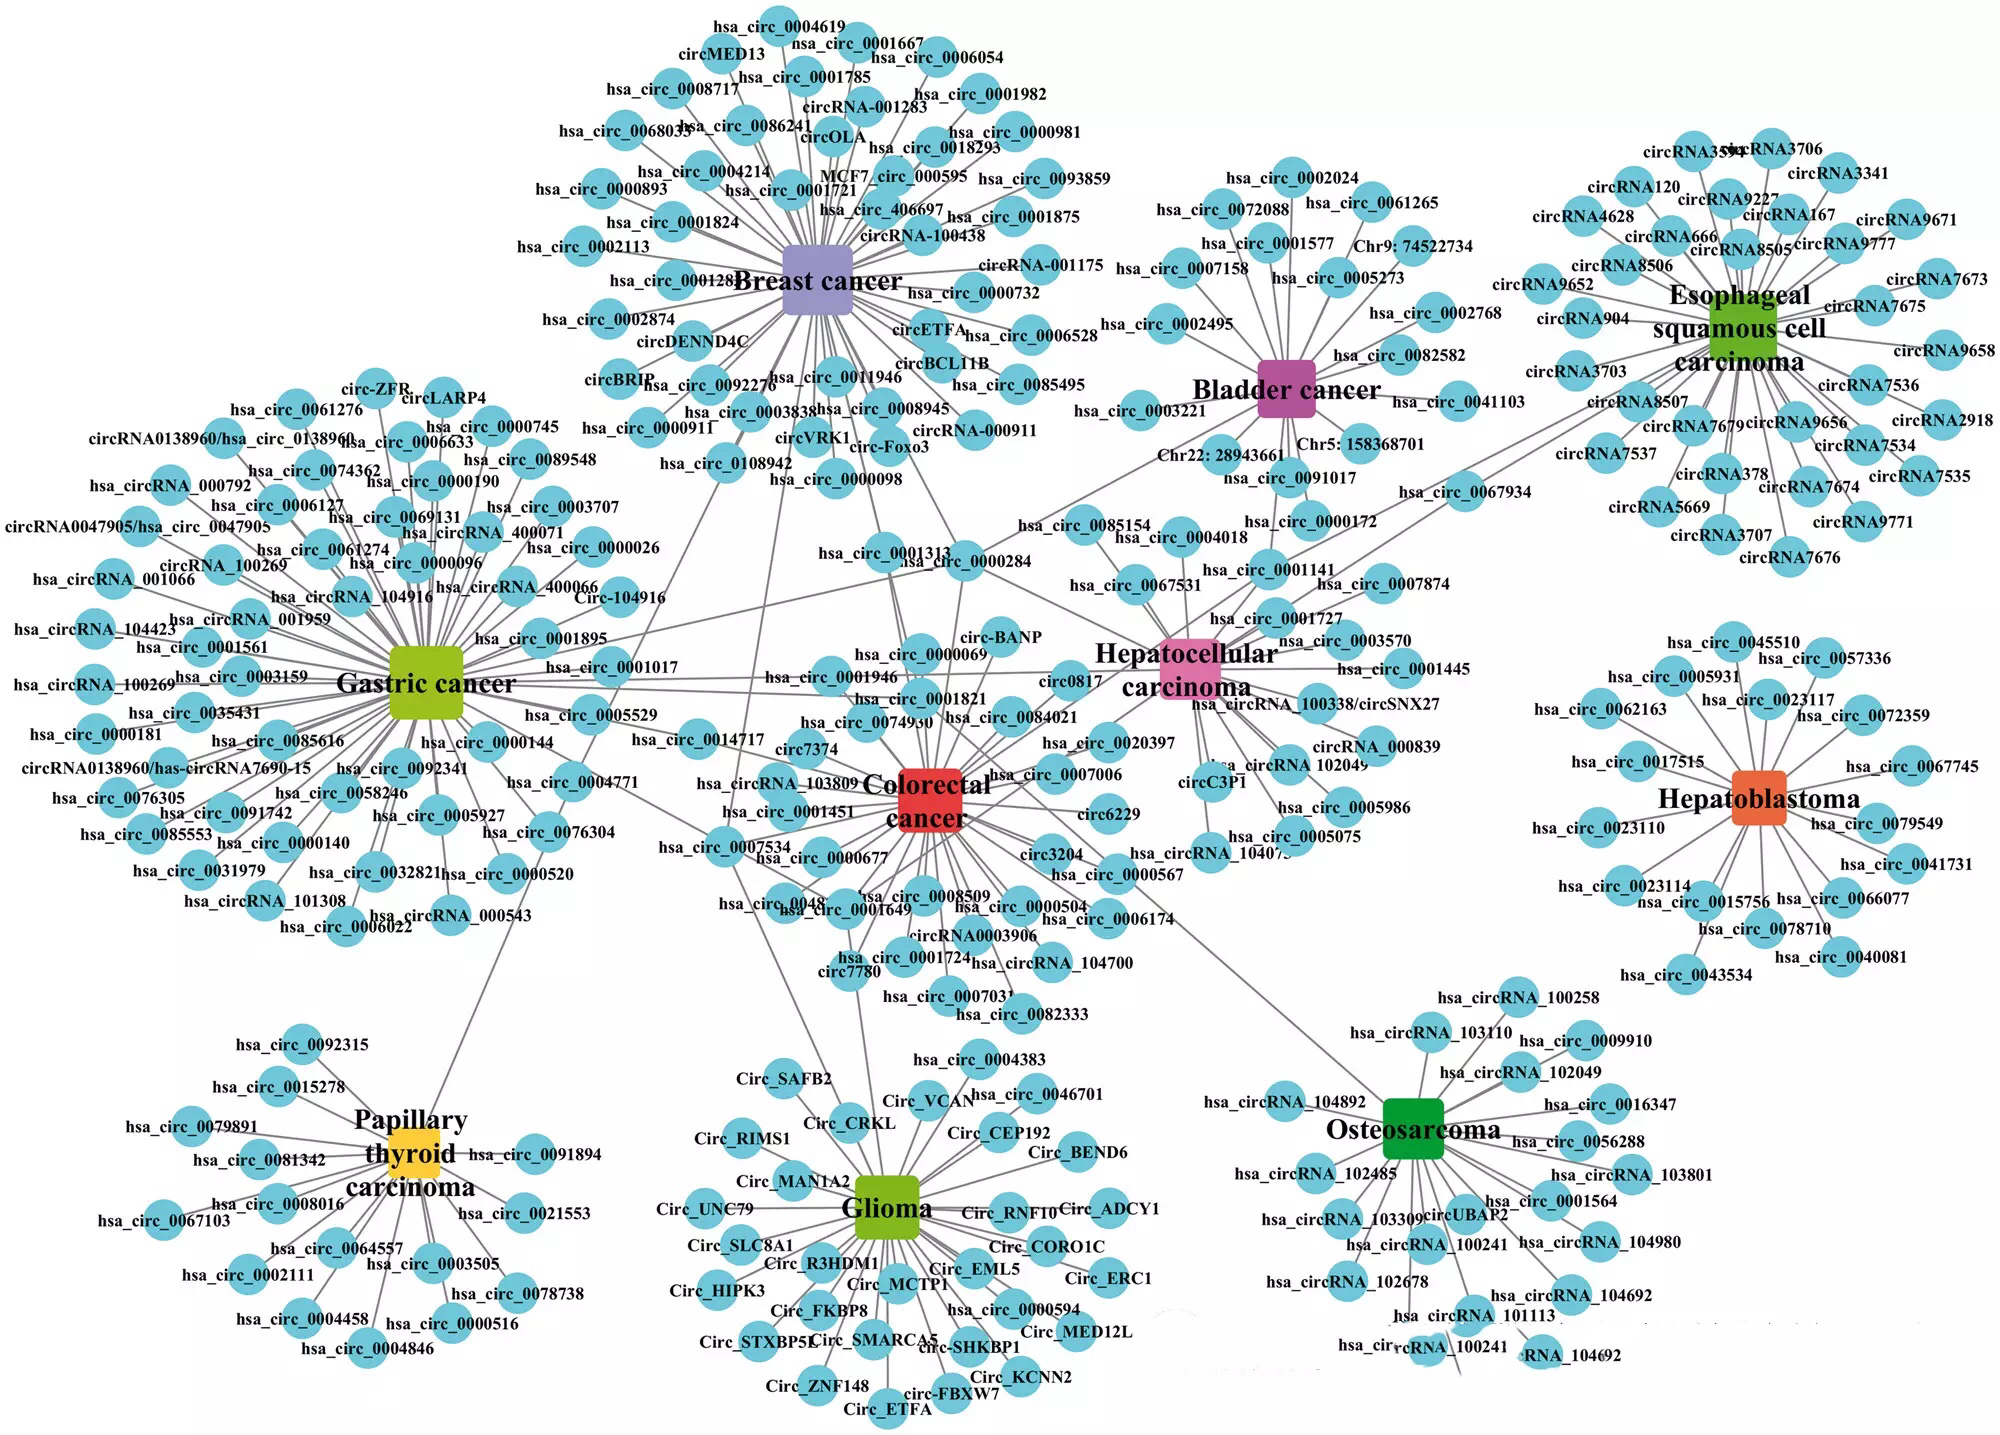 hsa_circ_0004619
circMED13
hsa_circ_0001667
hsa_circ_0006054
hsa_circ_0008717
hsa_circ_0001785
hsa_circ_0001982
circRNA-001283
hsa_circ_0068033
hsa_circ_0086241
circOLA
hsa_circ_0000981
hsa_circ_0018293
hsa_circ_0004214
MCF7_circ_000595
hsa_circ_0093859
hsa_circ_0000893
hsa_circ_0001721
hsa_circ_406697
hsa_circ_0001875
hsa_circ_0001824
circRNA-100438
hsa_circ_0002113
circRNA-001175
Breast cancer
hsa_circ_0000732
hsa_circ_0002874
circETFA
hsa_circ_0006528
circDENND4C
circBCL11B
circBRIP
hsa_circ_0011946
hsa_circ_0085495
hsa_circ_0003838
hsa_circ_0008945
hsa_circ_0000911
circVRK1
circ-Foxo3
circRNA-000911
hsa_circ_0108942
hsa_circ_0000098
hsa_circ_0002024
hsa_circ_0072088
hsa_circ_0061265
hsa_circ_0001577
Chr9: 74522734
hsa_circ_0007158
hsa_circ_0005273
hsa_circ_0002495
hsa_circ_0002768
hsa_circ_0082582
Bladder cancer
hsa_circ_0003221
hsa_circ_0041103
Chr22: 28943661
Chr5: 158368701
hsa_circ_0091017
hsa_circ_0067934
hsa_circ_0000172
circRNA3594
circRNA3706
circRNA3341
circRNA120
circRNA9227
circRNA4628
circRNA167
circRNA9671
circRNA666
circRNA8505
circRNA9777
circRNA8506
circRNA9652
circRNA7673
Esophageal
squamous cell
carcinoma
circRNA7675
circRNA904
circRNA9658
circRNA3703
circRNA7536
circRNA8507
circRNA7679
circRNA9656
circRNA2918
circRNA7537
circRNA7534
circRNA378
circRNA7674
circRNA7535
circRNA5669
circRNA9771
circRNA3707
circRNA7676
circ-ZFR
circLARP4
hsa_circ_0061276
hsa_circ_0000745
circRNA0138960/hsa_circ_0138960
hsa_circ_0006633
hsa_circ_0089548
hsa_circ_0074362
hsa_circ_0000190
hsa_circRNA_000792
hsa_circ_0006127
hsa_circ_0003707
hsa_circ_0069131
circRNA0047905/hsa_circ_0047905
hsa_circRNA_400071
hsa_circ_0061274
hsa_circ_0000026
hsa_circ_0000096
circRNA_100269
hsa_circRNA_001066
hsa_circRNA_400066
hsa_circRNA_104916
Circ-104916
hsa_circRNA_001959
hsa_circRNA_104423
hsa_circ_0001561
hsa_circ_0001895
hsa_circ_0001017
hsa_circ_0003159
hsa_circRNA_100269
Gastric cancer
hsa_circ_0035431
hsa_circ_0005529
hsa_circ_0000181
hsa_circ_0085616
hsa_circ_0000144
circRNA0138960/has-circRNA7690-15
hsa_circ_0092341
hsa_circ_0004771
hsa_circ_0076305
hsa_circ_0058246
hsa_circ_0091742
hsa_circ_0005927
hsa_circ_0085553
hsa_circ_0000140
hsa_circ_0076304
hsa_circ_0031979
hsa_circ_0032821
hsa_circ_0000520
hsa_circRNA_101308
hsa_circRNA_000543
hsa_circ_0006022
hsa_circ_0001313
hsa_circ_0000284
hsa_circ_0085154
hsa_circ_0004018
hsa_circ_0001141
hsa_circ_0067531
hsa_circ_0007874
hsa_circ_0001727
hsa_circ_0003570
Hepatocellular
carcinoma
hsa_circ_0001445
hsa_circRNA_100338/circSNX27
circRNA_000839
hsa_circRNA_102049
circC3P1
hsa_circ_0005986
hsa_circ_0005075
circ-BANP
hsa_circ_0000069
hsa_circ_0001946
circ0817
hsa_circ_0001821
hsa_circ_0074930
hsa_circ_0084021
hsa_circ_0014717
circ7374
hsa_circ_0020397
hsa_circRNA_103809
hsa_circ_0007006
Colorectal
cancer
hsa_circ_0001451
circ6229
hsa_circ_0007534
hsa_circ_0000677
circ3204
hsa_circ_0000567
hsa_circ_0008509
hsa_circ_0001649
hsa_circ_0000504
hsa_circ_0006174
circRNA0003906
hsa_circ_0001724
circ7780
hsa_circRNA_104700
hsa_circ_0007031
hsa_circ_0082333
hsa_circ_0045510
hsa_circ_0057336
hsa_circ_0005931
hsa_circ_0023117
hsa_circ_0062163
hsa_circ_0072359
hsa_circ_0017515
hsa_circ_0067745
Hepatoblastoma
hsa_circ_0023110
hsa_circ_0079549
hsa_circ_0041731
hsa_circ_0023114
hsa_circ_0015756
hsa_circ_0066077
hsa_circ_0078710
hsa_circ_0040081
hsa_circ_0043534
hsa_circ_0092315
hsa_circ_0015278
hsa_circ_0079891
Papillary
thyroid
carcinoma
hsa_circ_0081342
hsa_circ_0091894
hsa_circ_0008016
hsa_circ_0067103
hsa_circ_0021553
hsa_circ_0064557
hsa_circ_0003505
hsa_circ_0002111
hsa_circ_0078738
hsa_circ_0004458
hsa_circ_0000516
hsa_circ_0004846
hsa_circ_0004383
Circ_SAFB2
Circ_VCAN
hsa_circ_0046701
Circ_CRKL
Circ_CEP192
Circ_RIMS1
Circ_BEND6
Circ_MAN1A2
Circ_UNC79
Glioma
Circ_RNF10
Circ_ADCY1
Circ_SLC8A1
Circ_CORO1C
Circ_R3HDM1
Circ_EML5
Circ_ERC1
Circ_HIPK3
Circ_MCTP1
Circ_FKBP8
hsa_circ_0000594
Circ_STXBP5L
Circ_SMARCA5
circ-SHKBP1
Circ_MED12L
Circ_KCNN2
Circ_ZNF148
circ-FBXW7
Circ_ETFA
hsa_circRNA_100258
hsa_circRNA_103110
hsa_circ_0009910
hsa_circRNA_102049
hsa_circRNA_104892
hsa_circ_0016347
Osteosarcoma
hsa_circ_0056288
hsa_circRNA_102485
hsa_circRNA_103801
hsa_circ_0001564
hsa_circRNA_103309
circUBAP2
hsa_circRNA_100241
hsa_circRNA_104980
hsa_circRNA_102678
hsa_circRNA_104692
hsa_circRNA_101113